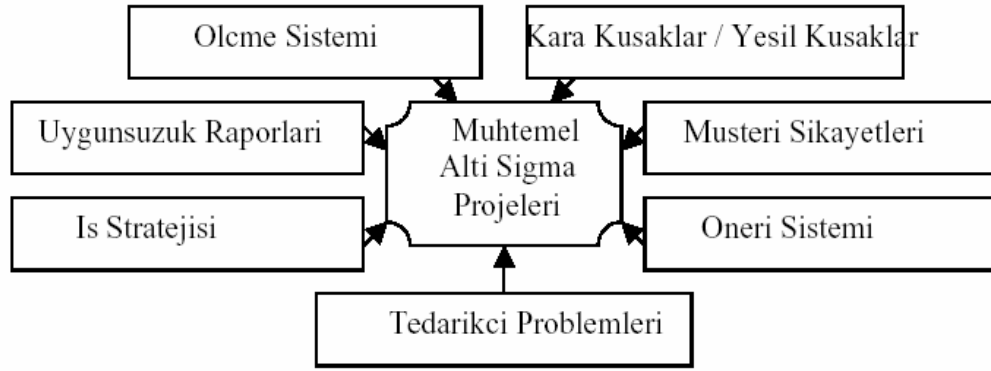 Olcme Sistemi
Kara Kusaklar / Yesil Kusaklar
Uygunsuzuk Raporlari
Muhtemel
Alti Sigma
Projeleri
Musteri Sikayetleri
Is Stratejisi
Oneri Sistemi
Tedarikci Problemleri